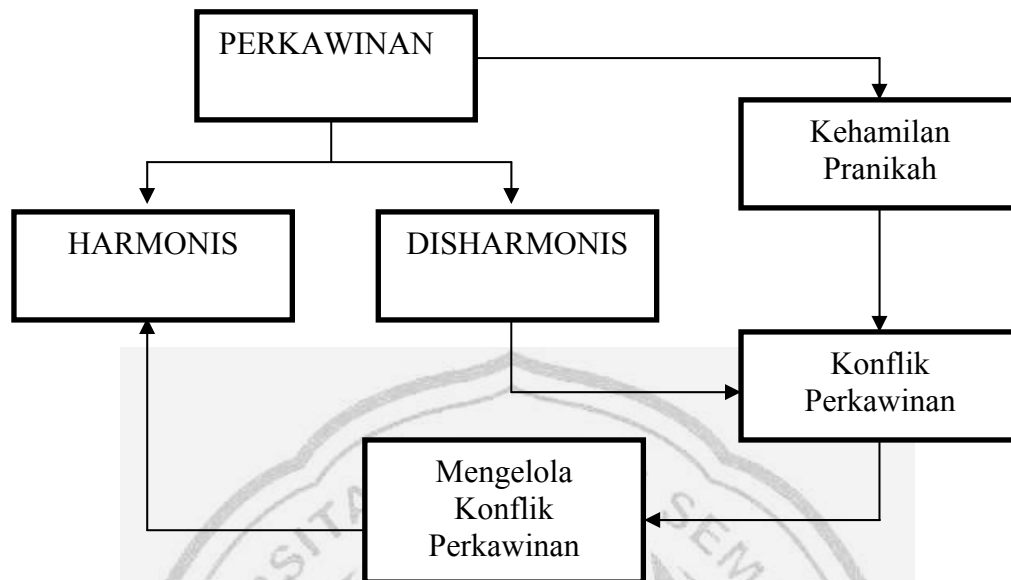 PERKAWINAN
Kehamilan
Pranikah
HARMONIS
DISHARMONIS
Konflik
Perkawinan
Mengelola
Konflik
Perkawinan